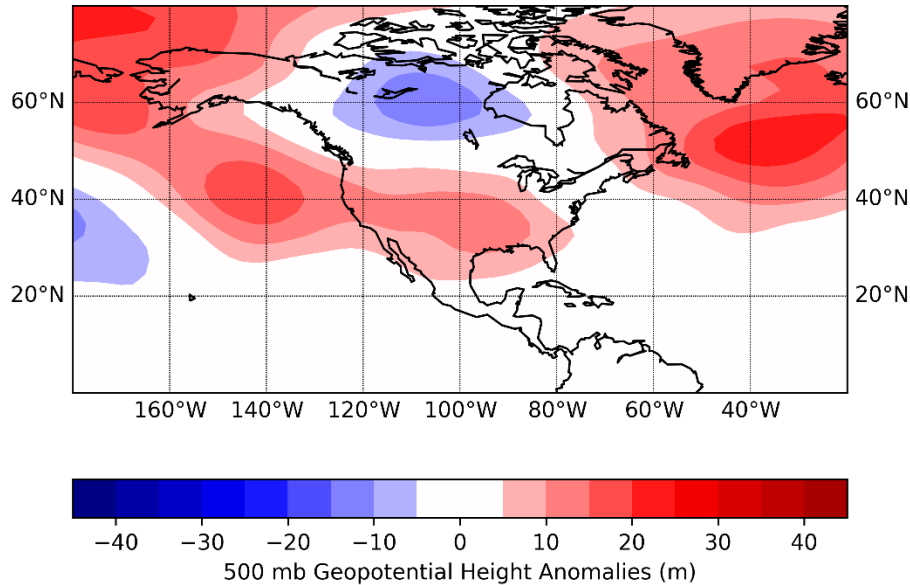 60°N 60°N
40°N 40°N
20°N 20°N
160°W 140°W 120°W 100°W 80°W 60°W 40°W
−40 −30 −20 −10 0 10 20 30 40
500 mb Geopotential Height Anomalies (m)